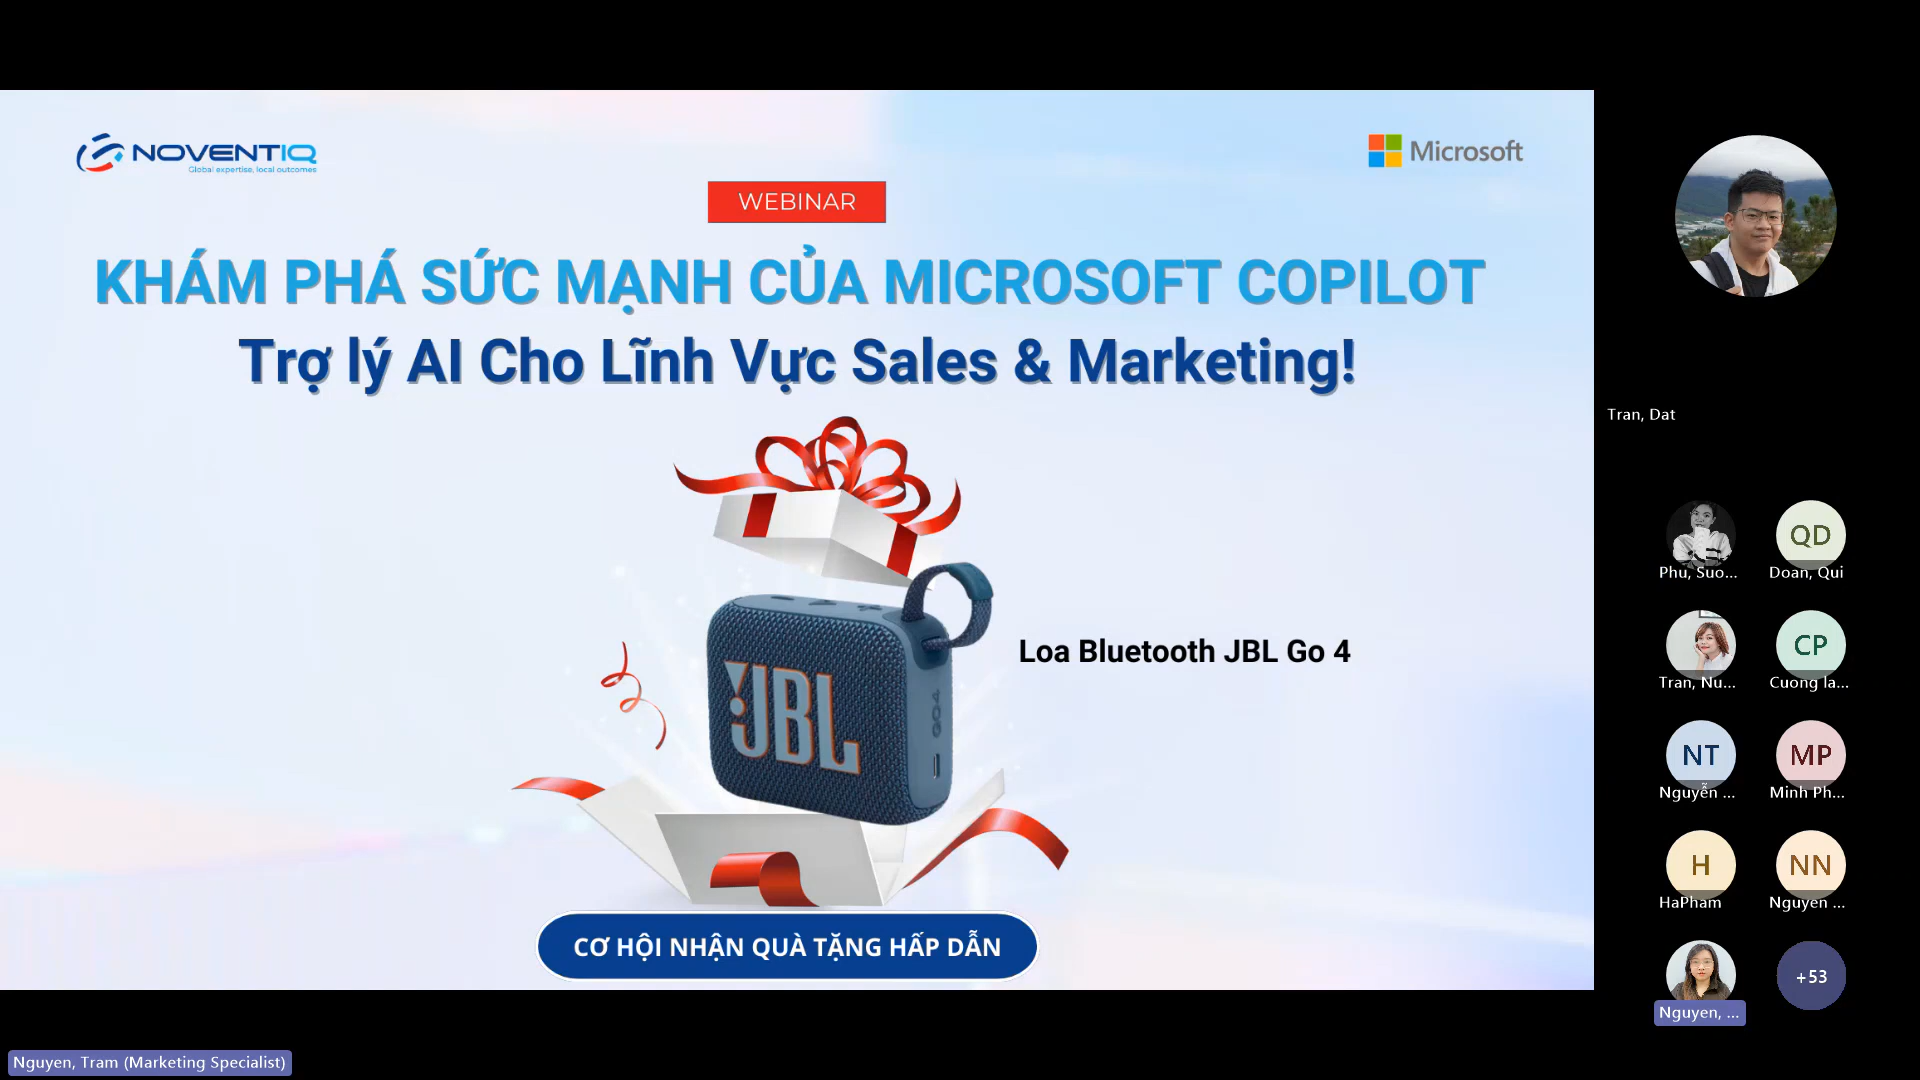 NOVENTIQ
Global expertise, local outcomes
Microsoft
WEBINAR
KHÁM PHÁ SỨC MẠNH CỦA MICROSOFT COPILOT
Trợ lý AI Cho Lĩnh Vực Sales & Marketing!
JBL
GO4
Loa Bluetooth JBL Go 4
CƠ HỘI NHẬN QUÀ TẶNG HẤP DẪN
Tran, Dat
Phu, Suo...
QD
Doan, Qui
Tran, Nu...
CP
Cuong la...
NT
Nguyễn ...
MP
Minh Ph...
H
HaPham
NN
Nguyen ...
Nguyen, ...
+53
Nguyen, Tram (Marketing Specialist)